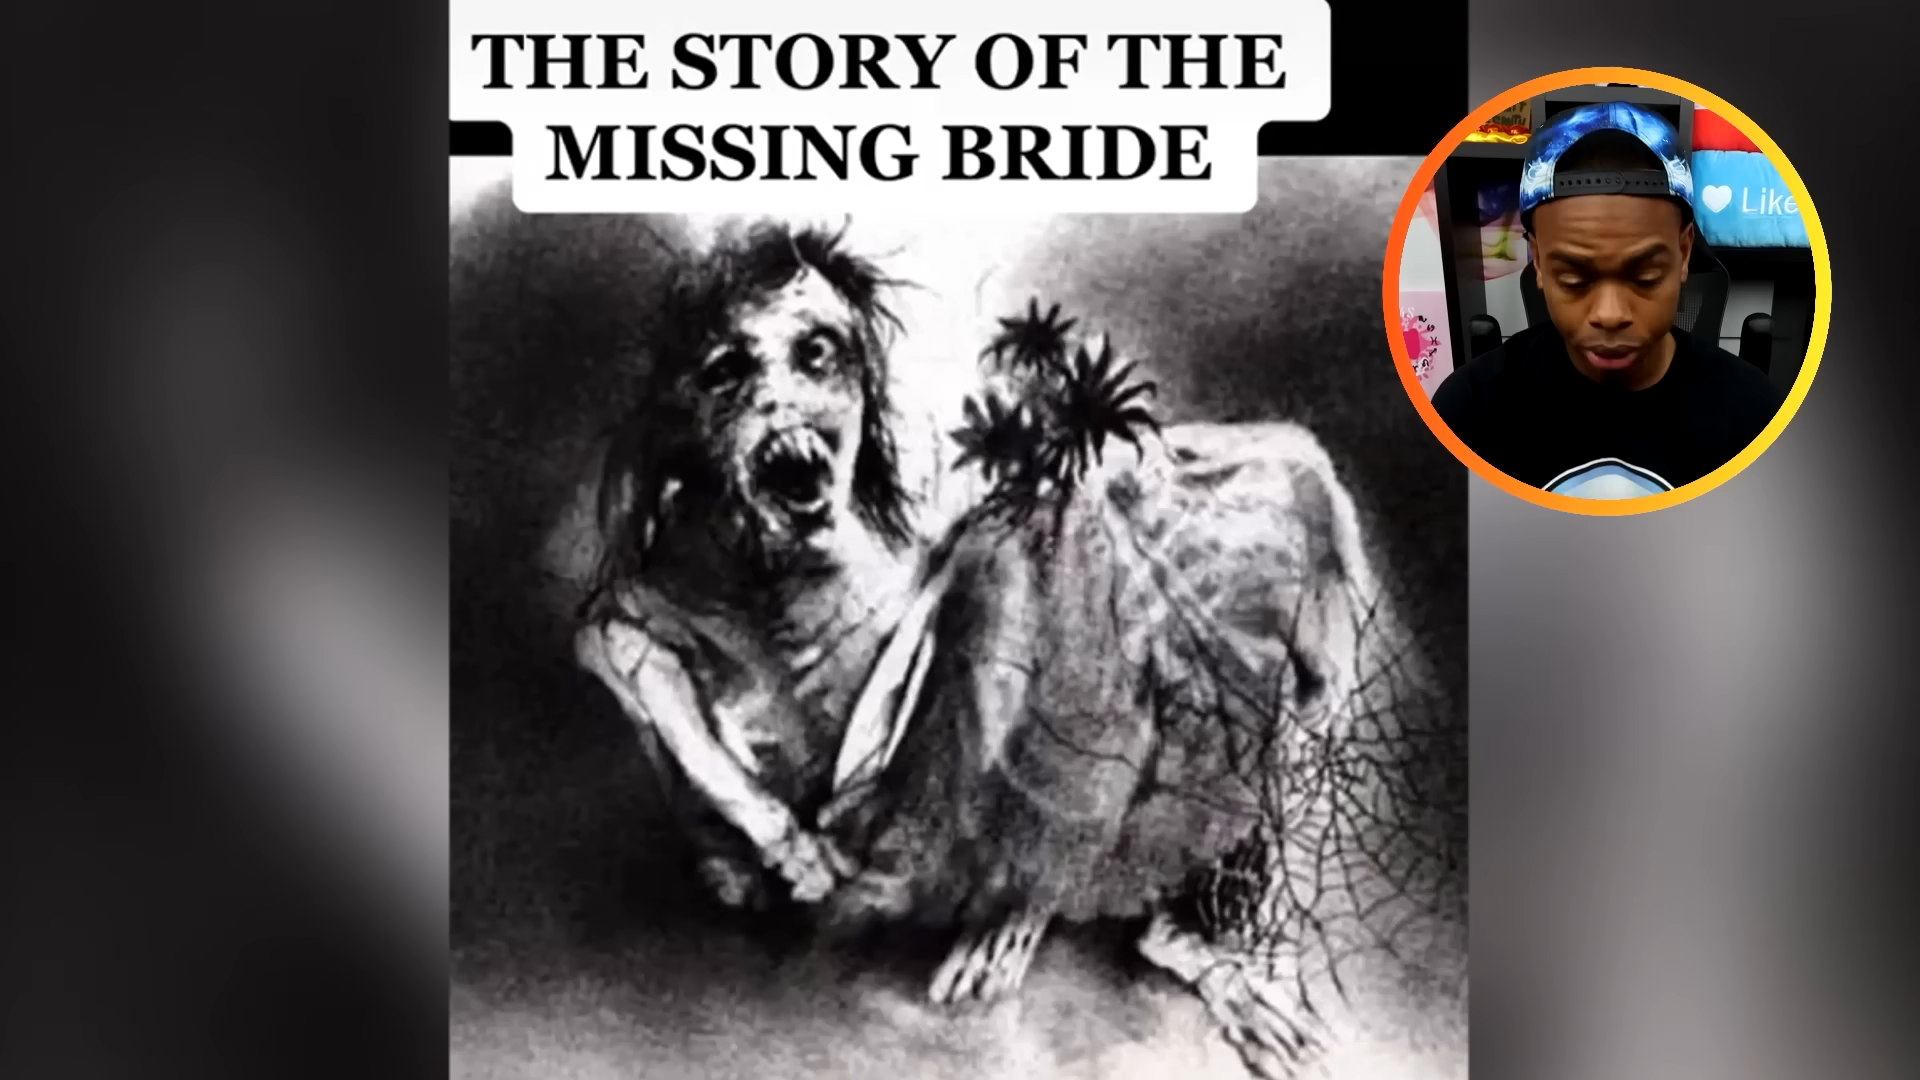 THE STORY OF THE
MISSING BRIDE
Like